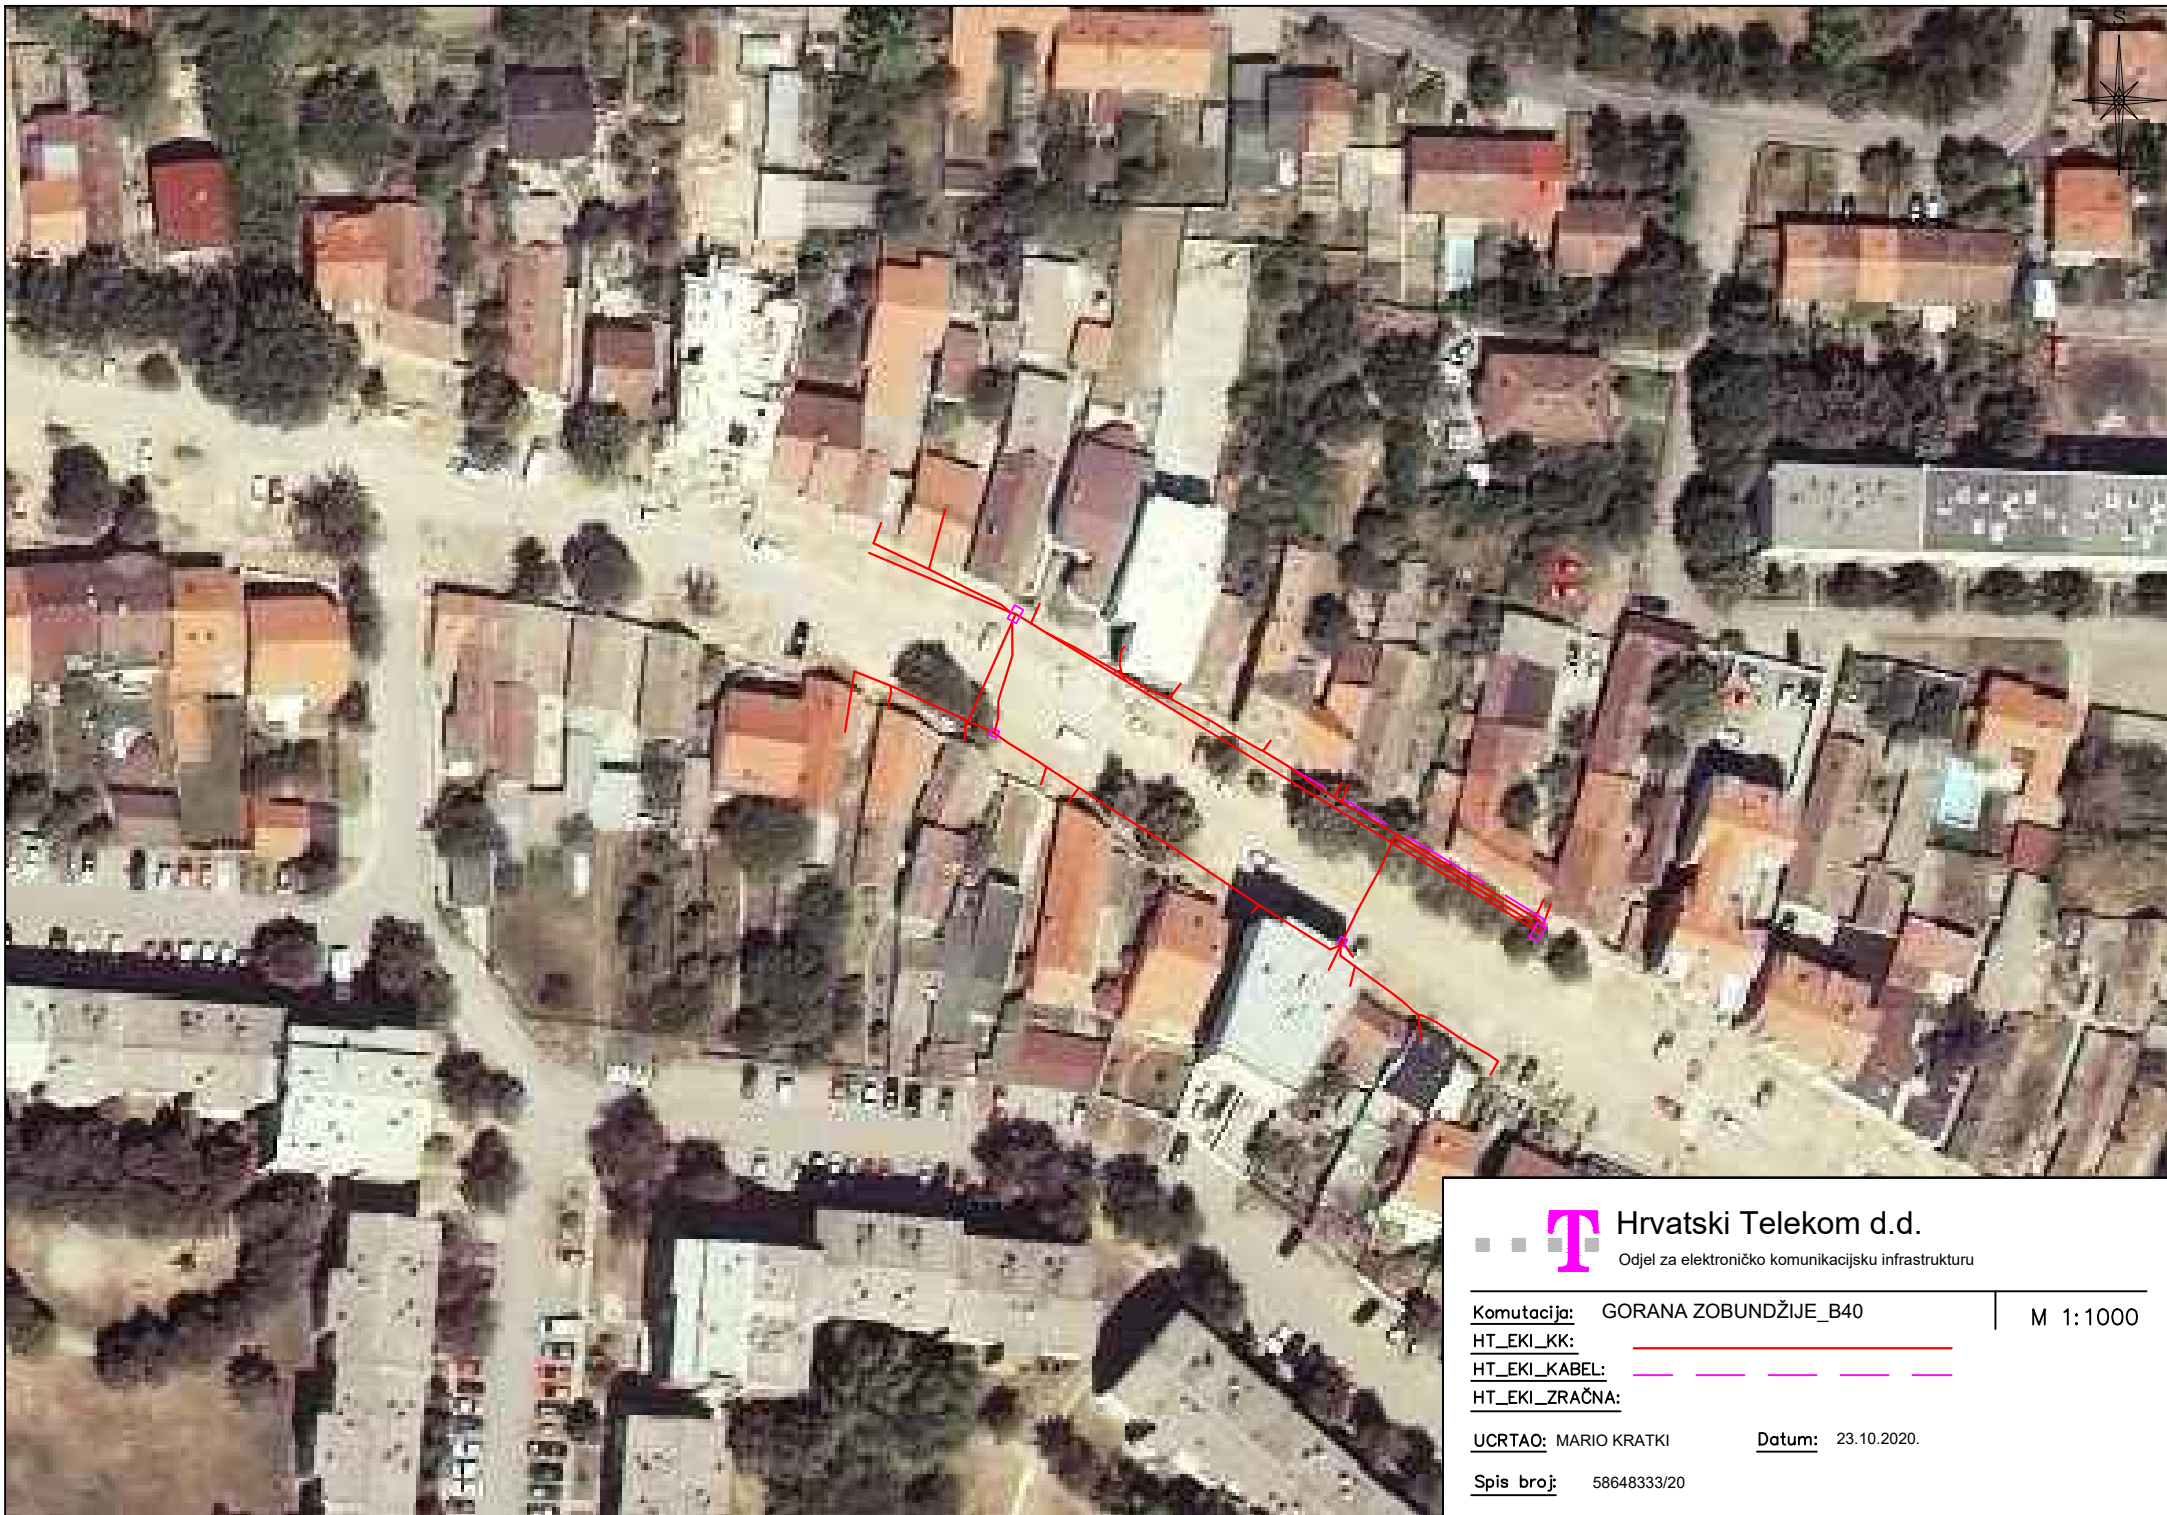 S
T
Hrvatski Telekom d.d.
Odjel za elektroničko komunikacijsku infrastrukturu
Komutacija: GORANA ZOBUNDŽIJE_B40 M 1:1000
HT_EKI_KK:
HT_EKI_KABEL:
HT_EKI_ZRAČNA:
UCRTAO: MARIO KRATKI Datum: 23.10.2020.
Spis broj: 58648333/20